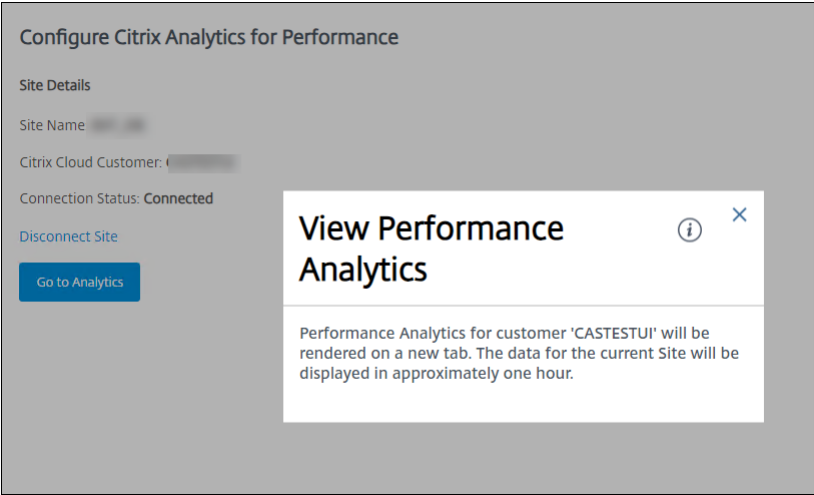 Configure Citrix Analytics for Performance
Site Details
Site Name
Citrix Cloud Customer:
Connection Status: Connected
Disconnect Site
Go to Analytics
View Performance
Analytics
Performance Analytics for customer 'CASTESTUI' will be
rendered on a new tab. The data for the current Site will be
displayed in approximately one hour.